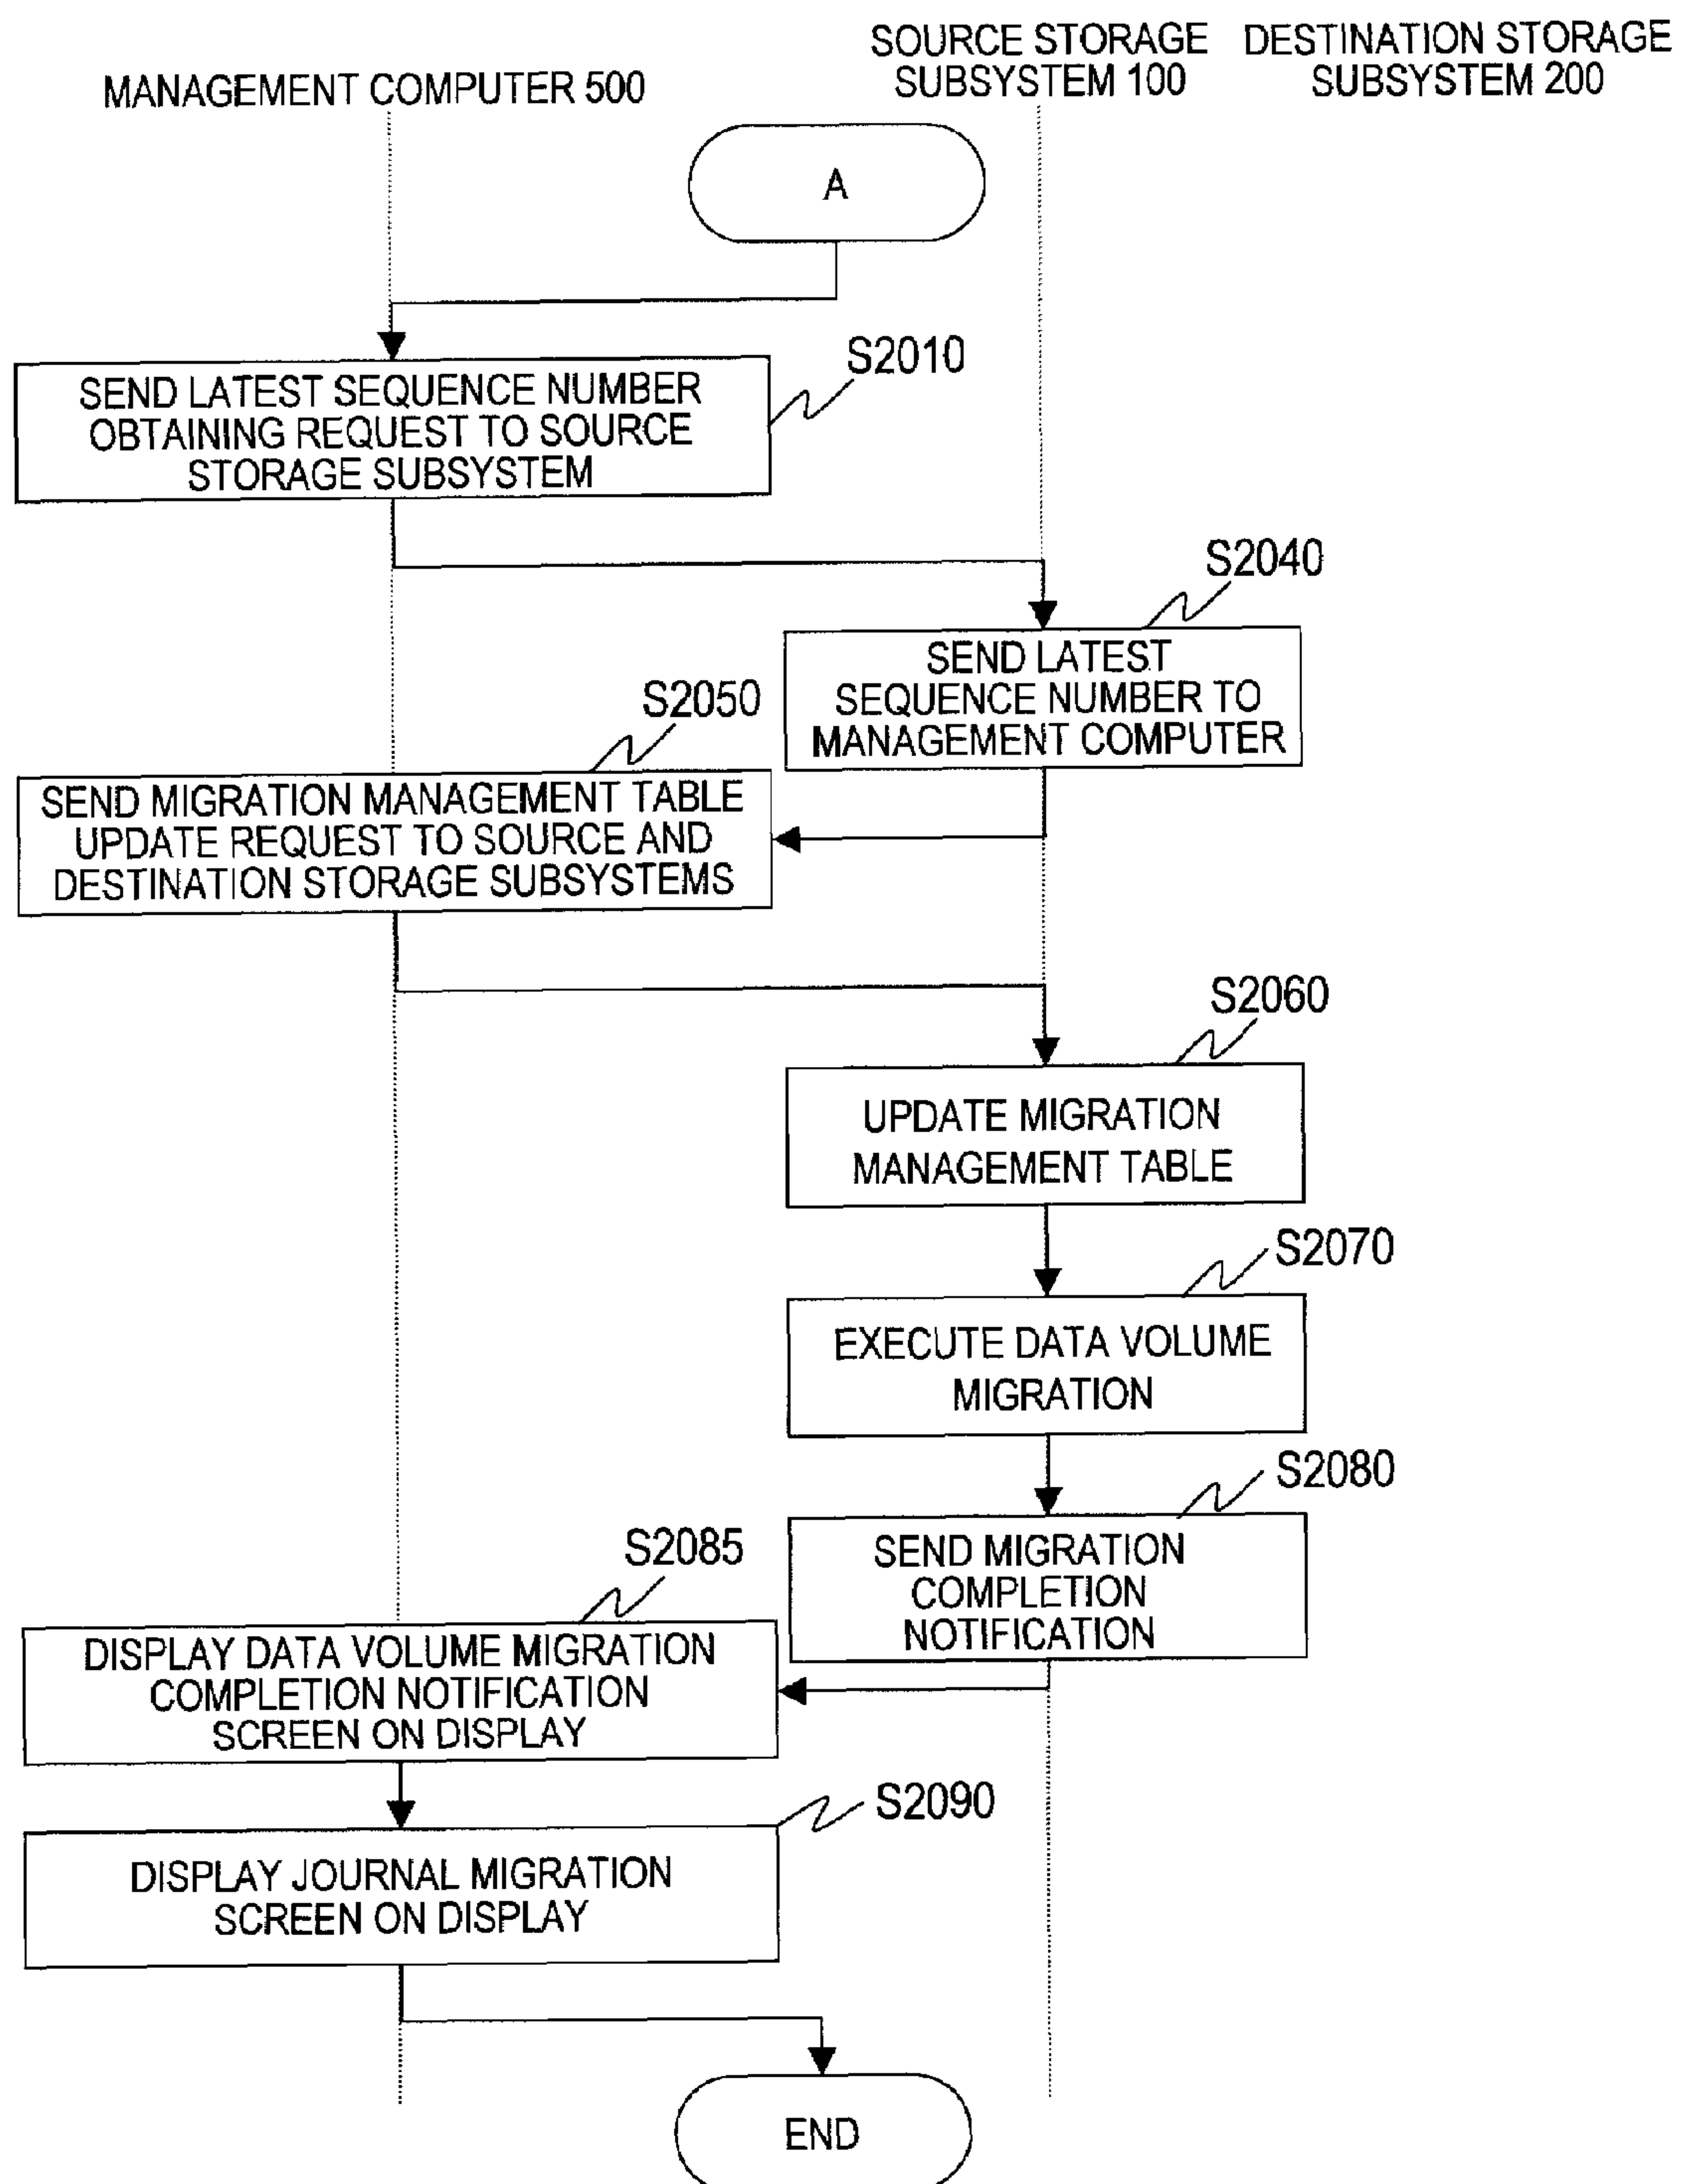 SOURCE STORAGE
SUBSYSTEM 100
DESTINATION STORAGE
SUBSYSTEM 200
MANAGEMENT COMPUTER 500
A
S2010
SEND LATEST SEQUENCE NUMBER
OBTAINING REQUEST TO SOURCE
STORAGE SUBSYSTEM
S2040
SEND LATEST
SEQUENCE NUMBER TO
MANAGEMENT COMPUTER
S2050
SEND MIGRATION MANAGEMENT TABLE
UPDATE REQUEST TO SOURCE AND
DESTINATION STORAGE SUBSYSTEMS
S2060
UPDATE MIGRATION
MANAGEMENT TABLE
S2070
EXECUTE DATA VOLUME
MIGRATION
S2080
SEND MIGRATION
COMPLETION
NOTIFICATION
S2085
DISPLAY DATA VOLUME MIGRATION
COMPLETION NOTIFICATION
SCREEN ON DISPLAY
S2090
DISPLAY JOURNAL MIGRATION
SCREEN ON DISPLAY
END